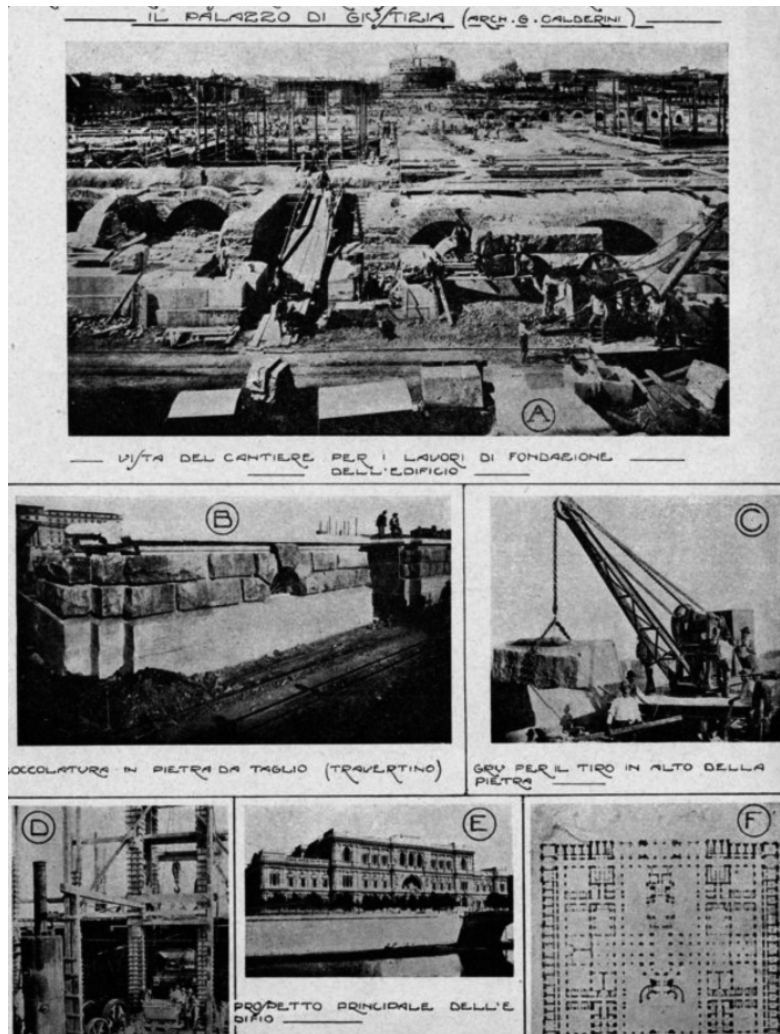 IL PALAZZO DI GIUSTIZIA (ARCH. G. CALDERINI)
A
VISTA DEL CANTIERE PER I LAVORI DI FONDAZIONE
DELL'EDIFICIO
B
C
OCCOLATURA IN PIETRA DA TAGLIO (TRAVERTINO)
GRU PER IL TIRO IN ALTO DELLA
PIETRA
D
E
F
PROSPETTO PRINCIPALE DELL'E
DIFIO